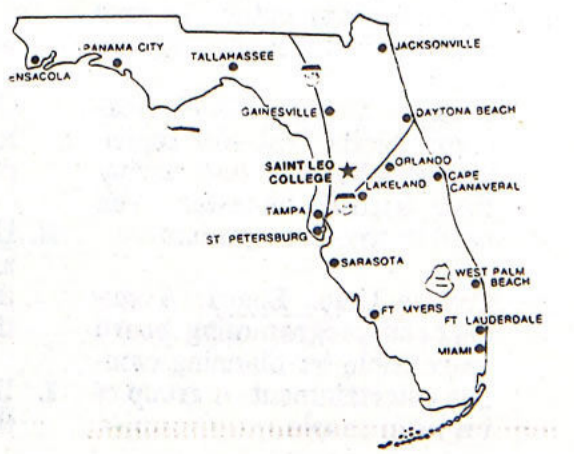 JACKSONVILLE
PANAMA CITY
TALLAHASSEE
ENSACOLA
GAINESVILLE
DAYTONA BEACH
SAINT LEO
COLLEGE
ORLANDO
LAKELAND
CAPE
CANAVERAL
TAMPA
ST PETERSBURG
SARASOTA
WEST PALM
BEACH
FT MYERS
FT LAUDERDALE
MIAMI